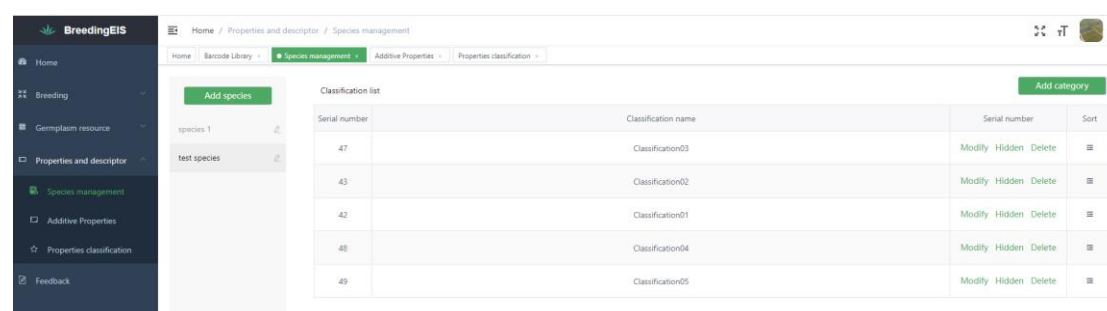 BreedingEIS
Home / Properties and descriptor / Species management
Home Barcode Library × Species management × Additive Properties × Properties classification ×
Home
Breeding
Germplasm resource
Properties and descriptor
Species management
Additive Properties
Properties classification
Feedback
Add species
species 1
test species
Classification list
Add category
Serial number Classification name Serial number Sort
47 Classification03 Modify Hidden Delete
43 Classification02 Modify Hidden Delete
42 Classification01 Modify Hidden Delete
48 Classification04 Modify Hidden Delete
49 Classification05 Modify Hidden Delete